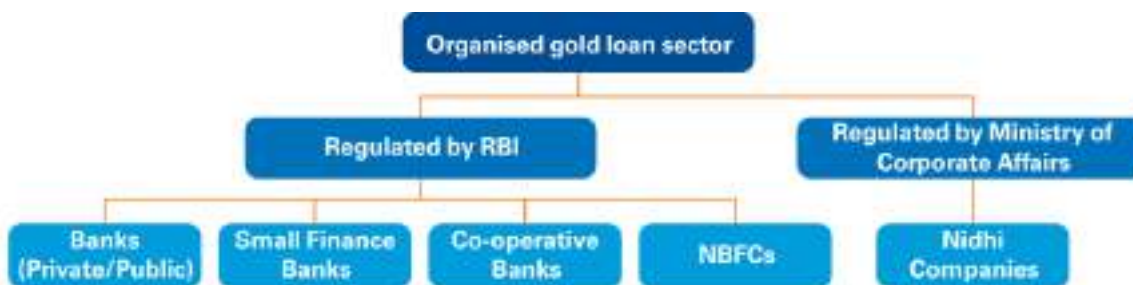 Organised gold loan sector
Regulated by RBI
Regulated by Ministry of
Corporate Affairs
Banks
(Private/Public)
Small Finance
Banks
Co-operative
Banks
NBFCs
Nidhi
Companies